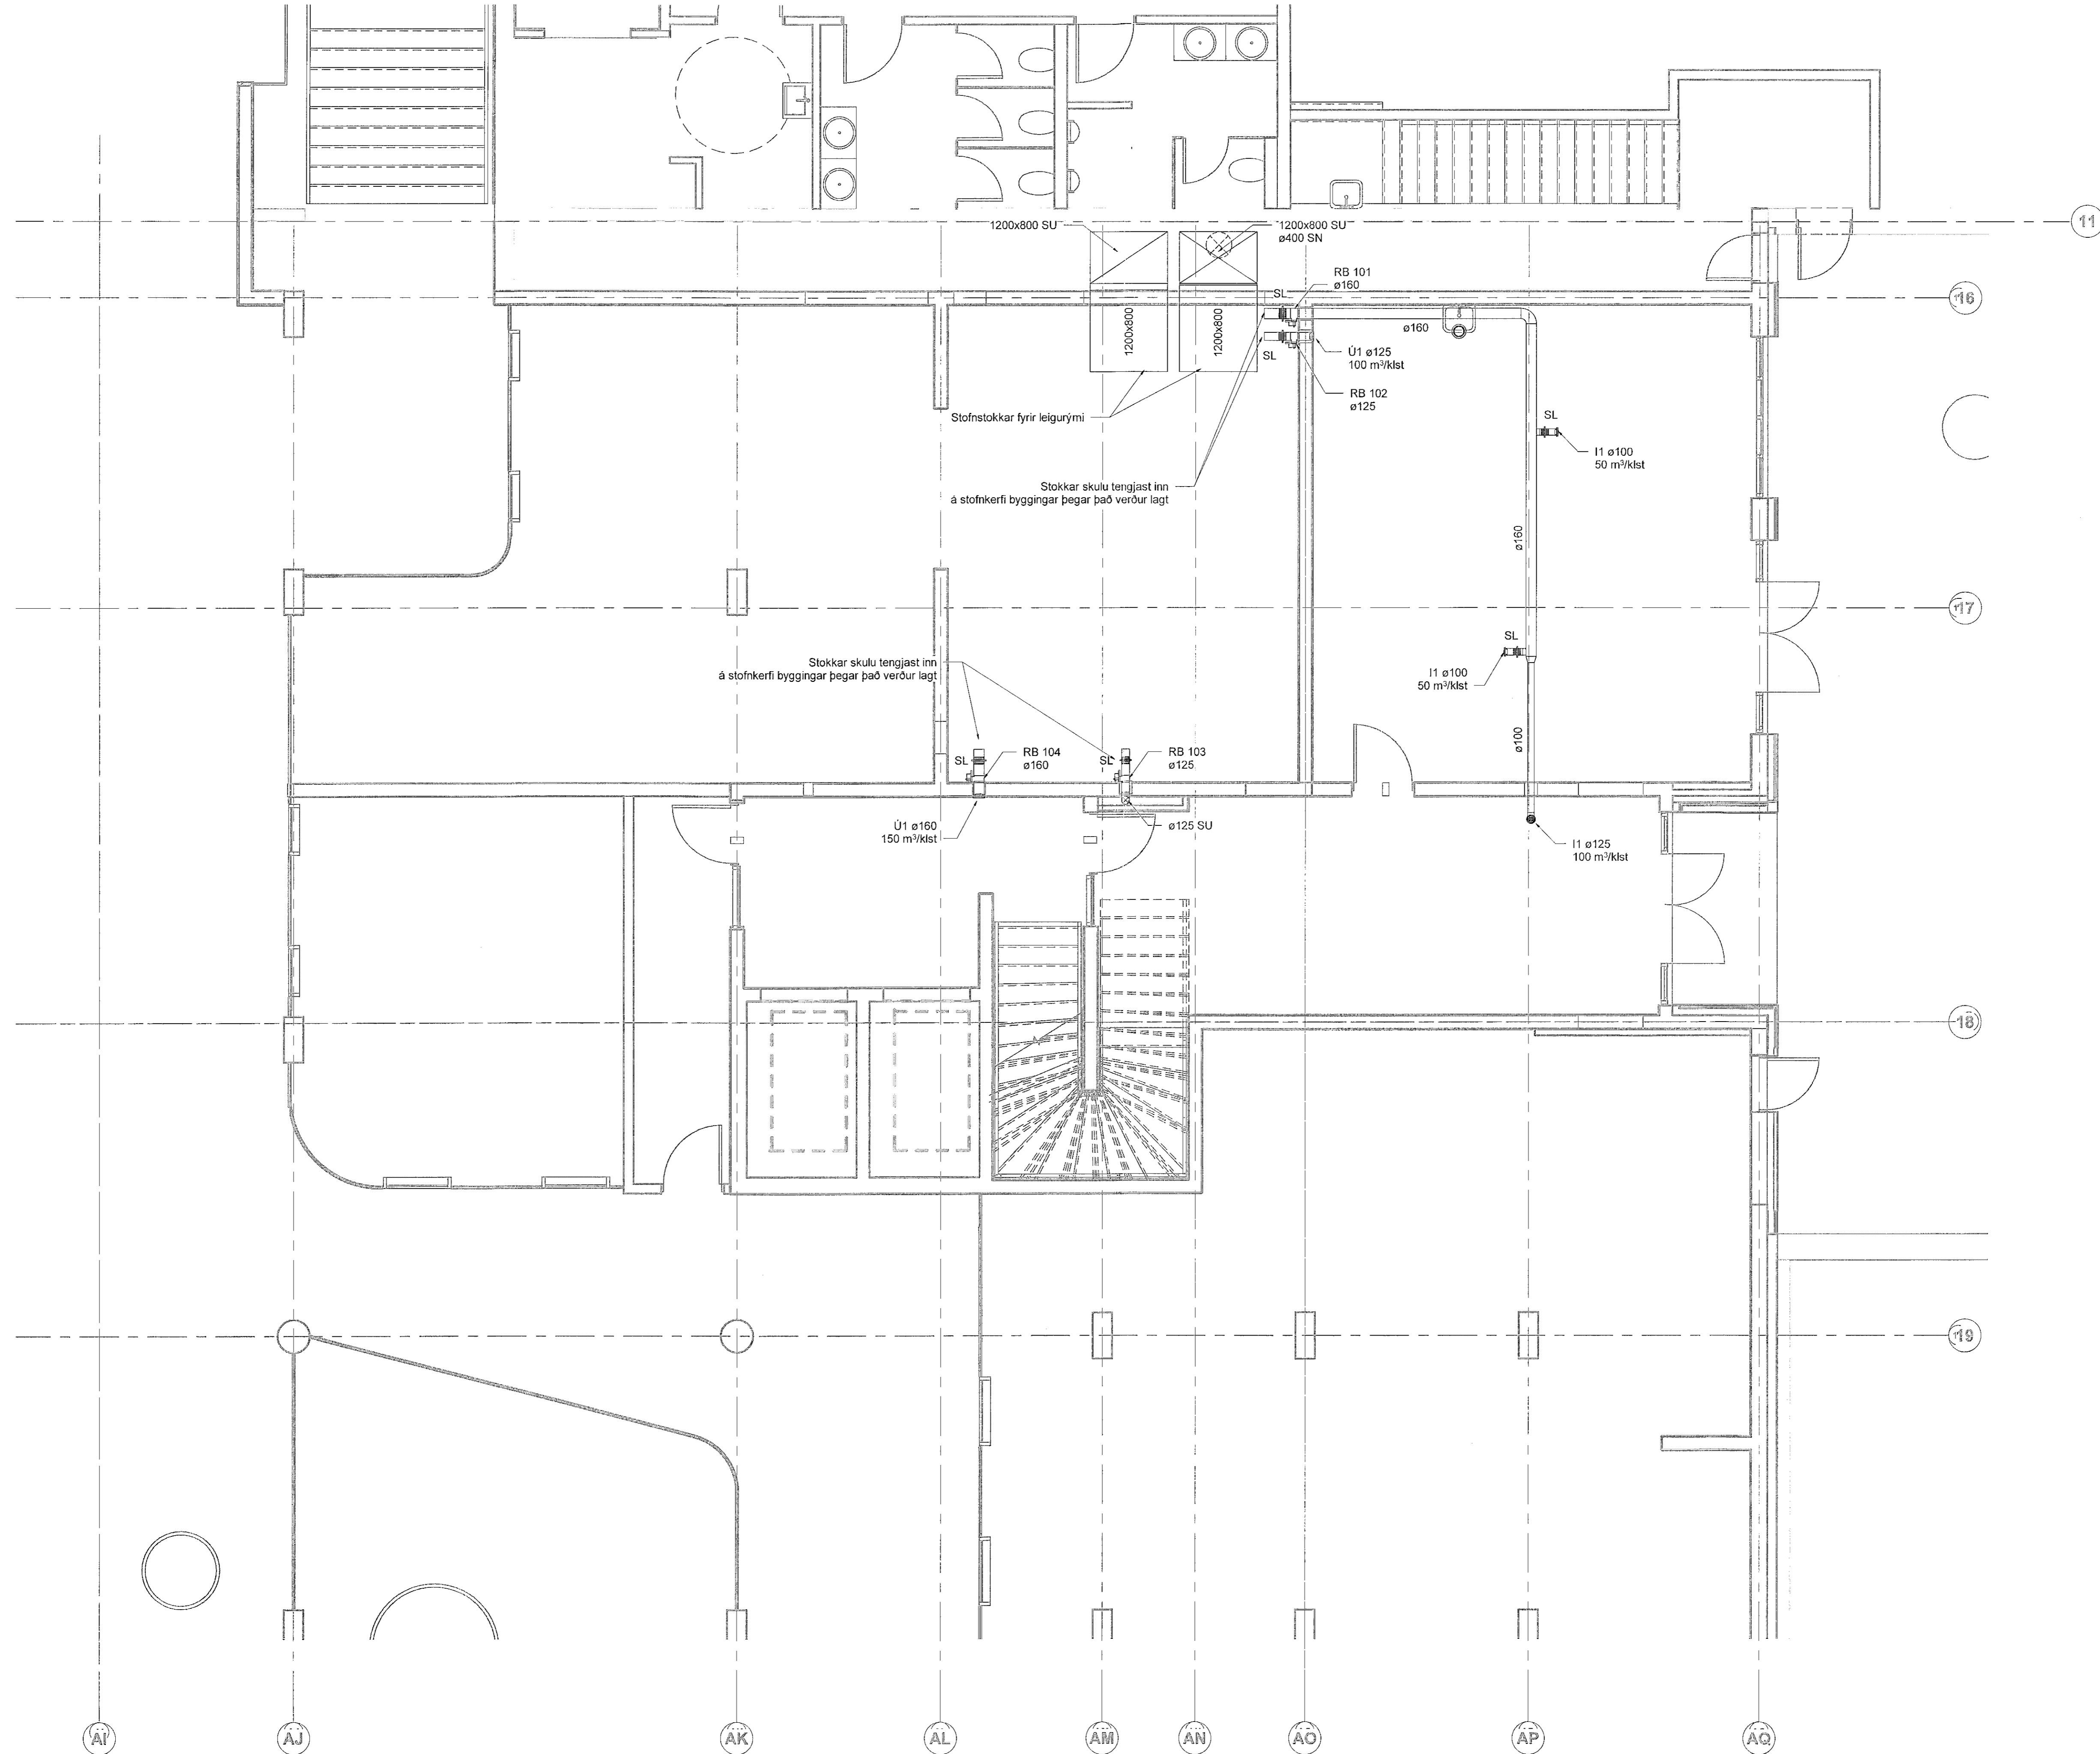 1200x800 SU
1200x800 SU
ø400 SN
11
RB 101
ø160
SL
16
1200x800
1200x800
ø160
SL
Ú1 ø125
100 m³/klst
RB 102
ø125
Stofnstokkar fyrir leigurými
SL
I1 ø100
50 m³/klst
Stokkar skulu tengjast inn
á stofnkerfi byggingar þegar það verður lagt
ø160
17
SL
Stokkar skulu tengjast inn
á stofnkerfi byggingar þegar það verður lagt
I1 ø100
50 m³/klst
ø100
SL
RB 104
ø160
SL
RB 103
ø125
Ú1 ø160
150 m³/klst
ø125 SU
I1 ø125
100 m³/klst
18
19
AI
AJ
AK
AL
AM
AN
AO
AP
AQ